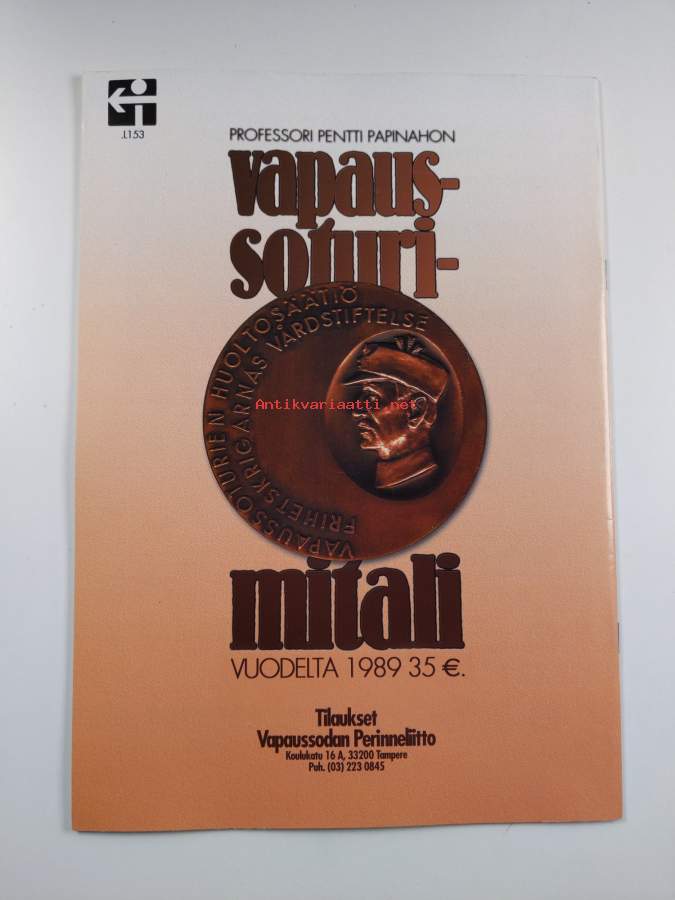 .I.153
PROFESSORI PENTTI PAPINAHON
vapaus-
soturi-
VAPAUSSOTURIEN HUOLTOSÄÄTIÖ
FRIHETSKRIGARNAS VÅRDSTIFTELSE
Antikvariaatti.net
mitali
VUODELTA 1989 35 €.
Tilaukset
Vapaussodan Perinneliitto
Koulukatu 16 A, 33200 Tampere
Puh. (03) 223 0845